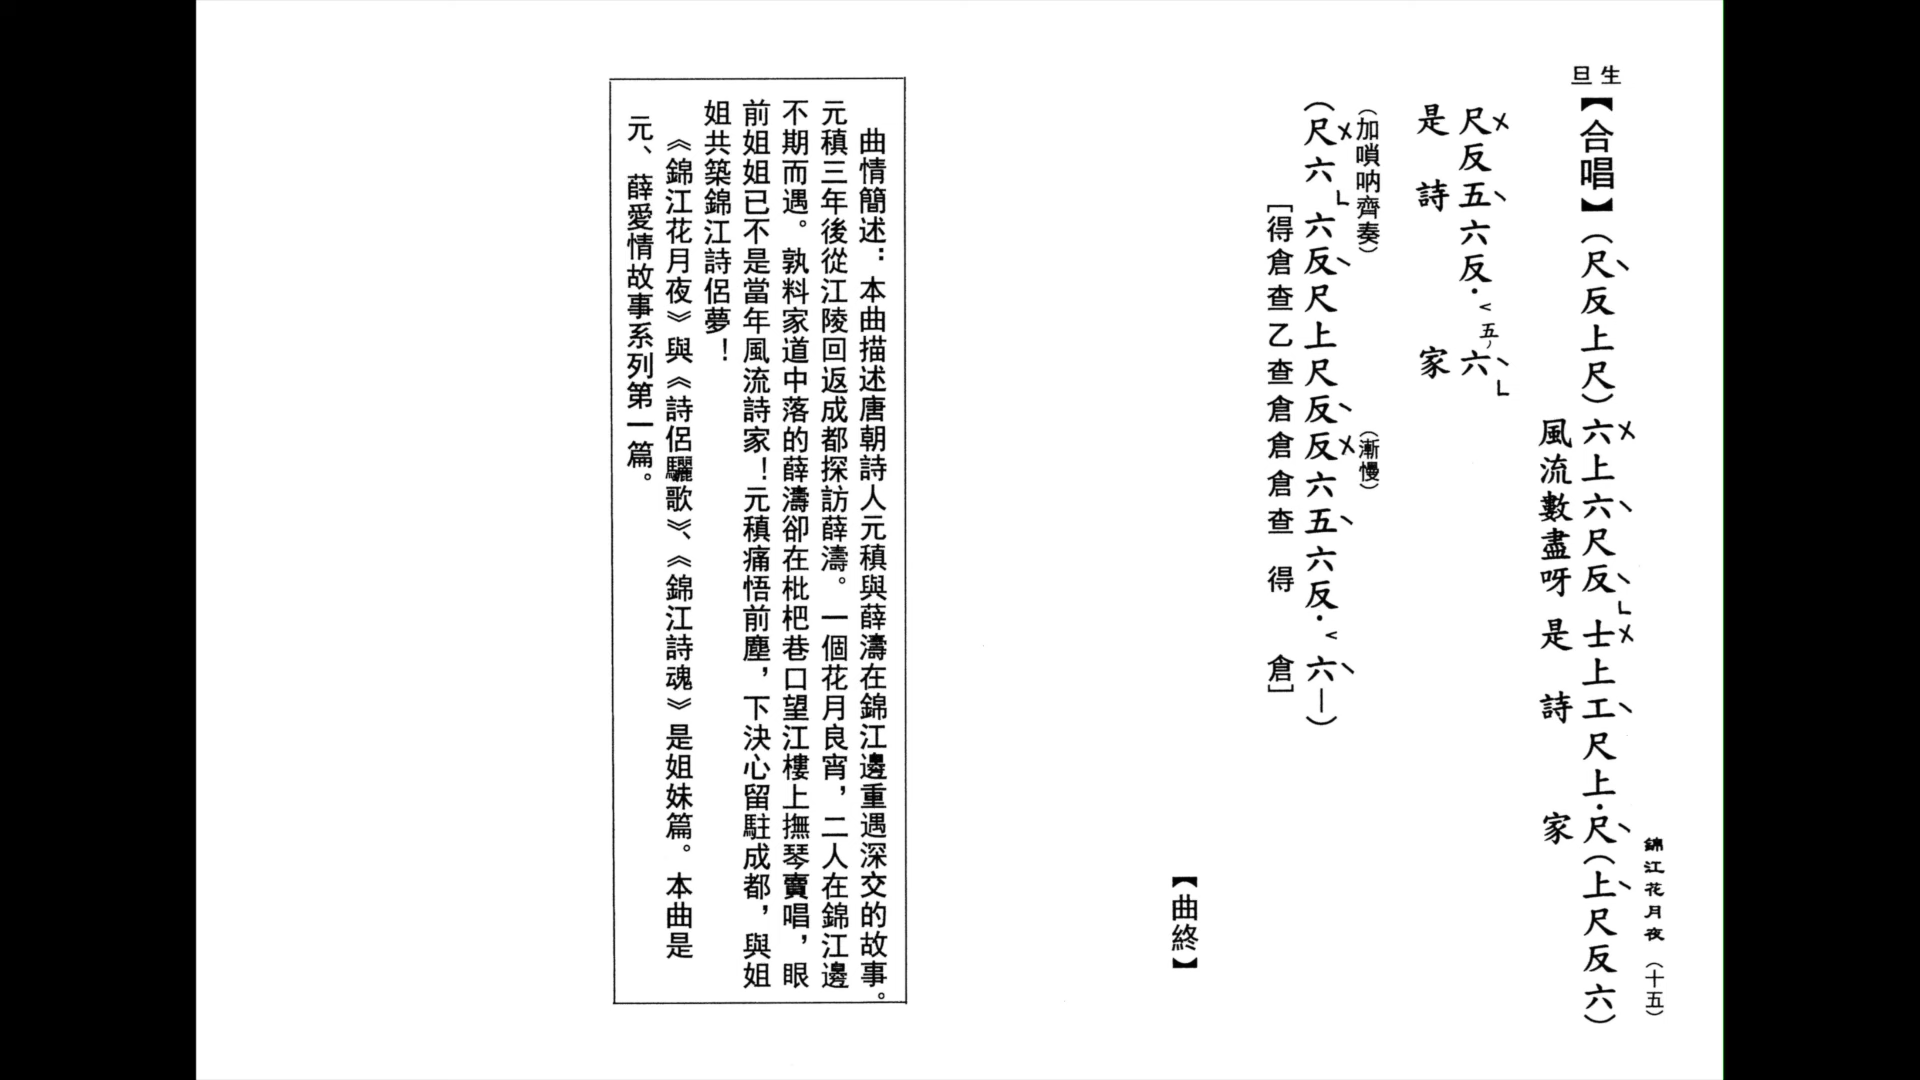 錦江花月夜（十五）
生
旦
【合唱】（尺反上尺）六上六尺反士上工尺上．尺（上尺反六）
風流數盡呀是詩家
尺反五六反．五六
是詩家
（加嗩吶齊奏）（漸慢）
（尺六六反尺上尺反反六五六反．六—）
［得倉查乙查倉倉倉查得倉］
【曲終】
曲情簡述：本曲描述唐朝詩人元稹與薛濤在錦江邊重遇深交的故事。
元稹三年後從江陵回返成都探訪薛濤。一個花月良宵，二人在錦江邊
不期而遇。孰料家道中落的薛濤卻在枇杷巷口望江樓上撫琴賣唱，眼
前姐姐已不是當年風流詩家！元稹痛悟前塵，下決心留駐成都，與姐
姐共築錦江詩侶夢！
《錦江花月夜》與《詩侶驪歌》、《錦江詩魂》是姐妹篇。本曲是
元、薛愛情故事系列第一篇。